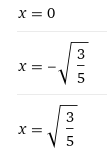 x = 0
x = −√(3/5)
x = √(3/5)